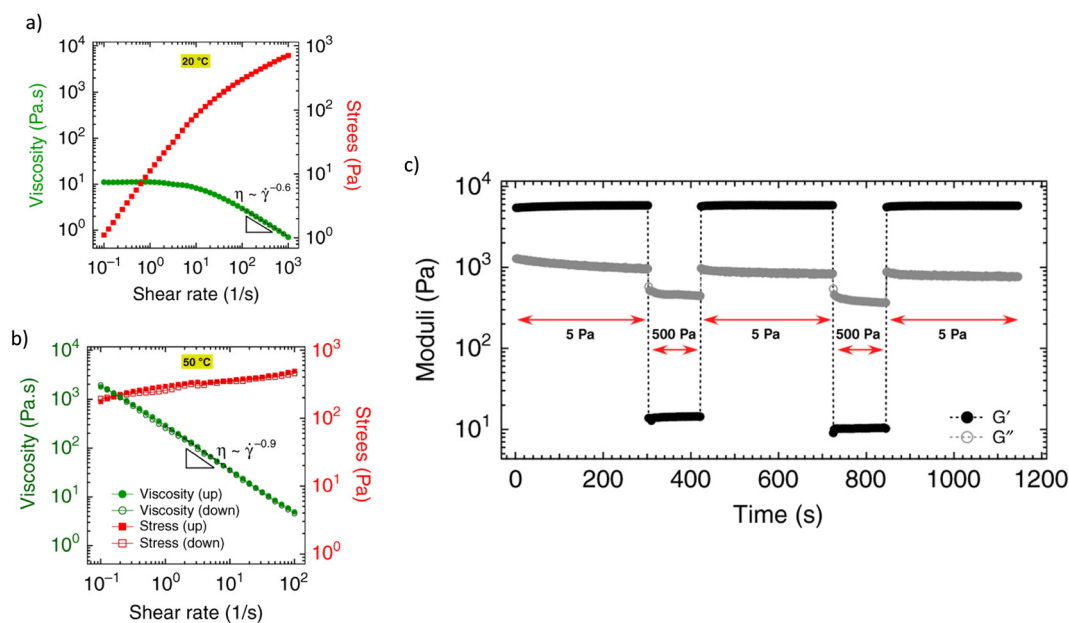 a)
20 °C
10⁴
10³
10²
10¹
10⁰
10³
10²
10¹
10⁰
Viscosity (Pa.s)
Strees (Pa)
η ~ γ̇⁻⁰·⁶
10⁻¹ 10⁰ 10¹ 10² 10³
Shear rate (1/s)
b)
50 °C
10⁴
10³
10²
10¹
10⁰
10³
10²
10¹
10⁰
Viscosity (Pa.s)
Strees (Pa)
η ~ γ̇⁻⁰·⁹
Viscosity (up)
Viscosity (down)
Stress (up)
Stress (down)
10⁻¹ 10⁰ 10¹ 10²
Shear rate (1/s)
c)
10⁴
10³
10²
10¹
Moduli (Pa)
5 Pa 500 Pa 5 Pa 500 Pa 5 Pa
G′
G″
0 200 400 600 800 1000 1200
Time (s)